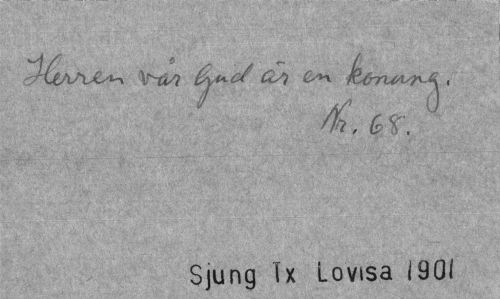 Herren vår Gud är en konung.
Nr. 68.
Sjung Tx Lovisa 1901